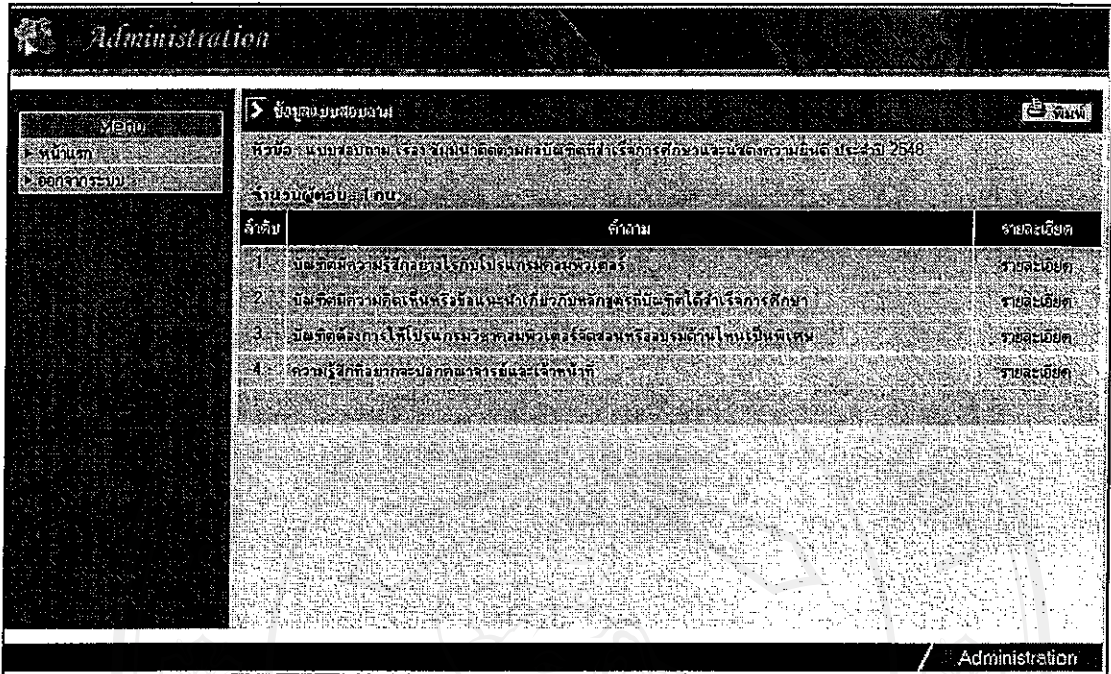 Administration
Menu
หน้าแรก
ออกจากระบบ
ข้อมูลแบบสอบถาม
พิมพ์
หัวข้อ : แบบสอบถาม เรื่อง สัมมนาติดตามผลบัณฑิตที่สำเร็จการศึกษาและแสดงความยินดี ประจำปี 2548
จำนวนผู้ตอบ : 1 คน
ลำดับ คำถาม รายละเอียด
1. บัณฑิตมีความรู้สึกอย่างไรกับโปรแกรมคอมพิวเตอร์ รายละเอียด
2. บัณฑิตมีความคิดเห็นหรือข้อแนะนำเกี่ยวกับหลักสูตรที่บัณฑิตได้สำเร็จการศึกษา รายละเอียด
3. บัณฑิตต้องการให้โปรแกรมวิชาคอมพิวเตอร์จัดสอนหรืออบรมด้านไหนเป็นพิเศษ รายละเอียด
4. ความรู้สึกที่อยากจะบอกคณาจารย์และเจ้าหน้าที่ รายละเอียด
Administration